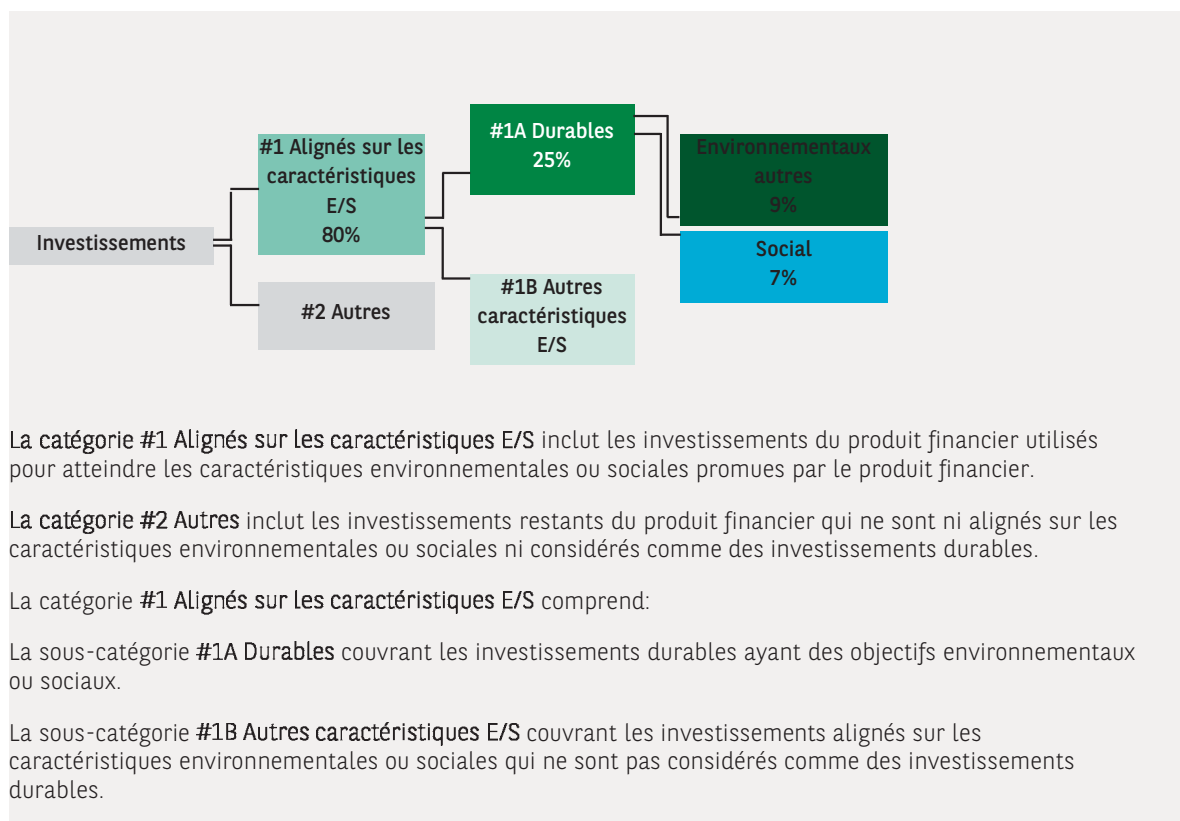 #1A Durables
25%
#1 Alignés sur les
caractéristiques
E/S
80%
Environnementaux
autres
9%
Investissements
Social
7%
#2 Autres
#1B Autres
caractéristiques
E/S
La catégorie #1 Alignés sur les caractéristiques E/S inclut les investissements du produit financier utilisés
pour atteindre les caractéristiques environnementales ou sociales promues par le produit financier.
La catégorie #2 Autres inclut les investissements restants du produit financier qui ne sont ni alignés sur les
caractéristiques environnementales ou sociales ni considérés comme des investissements durables.
La catégorie #1 Alignés sur les caractéristiques E/S comprend:
La sous-catégorie #1A Durables couvrant les investissements durables ayant des objectifs environnementaux
ou sociaux.
La sous-catégorie #1B Autres caractéristiques E/S couvrant les investissements alignés sur les
caractéristiques environnementales ou sociales qui ne sont pas considérés comme des investissements
durables.